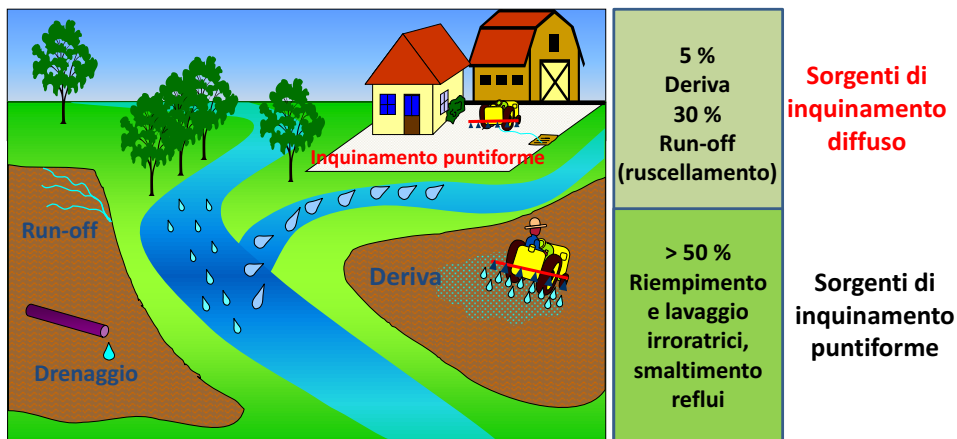 Inquinamento puntiforme
Run-off
Deriva
Drenaggio
5 %
Deriva
30 %
Run-off
(ruscellamento)
Sorgenti di
inquinamento
diffuso
> 50 %
Riempimento
e lavaggio
irroratrici,
smaltimento
reflui
Sorgenti di
inquinamento
puntiforme